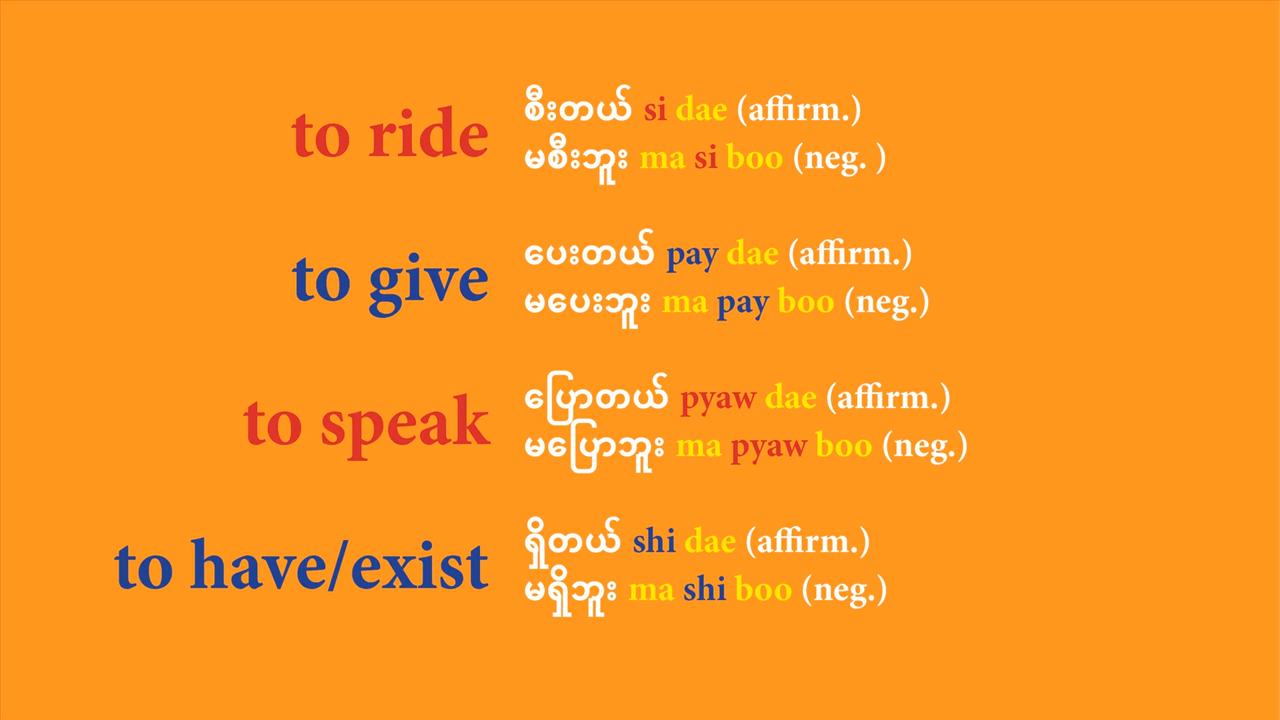 to ride
စီးတယ် si dae (affirm.)
မစီးဘူး ma si boo (neg. )
to give
ပေးတယ် pay dae (affirm.)
မပေးဘူး ma pay boo (neg.)
to speak
ပြောတယ် pyaw dae (affirm.)
မပြောဘူး ma pyaw boo (neg.)
to have/exist
ရှိတယ် shi dae (affirm.)
မရှိဘူး ma shi boo (neg.)